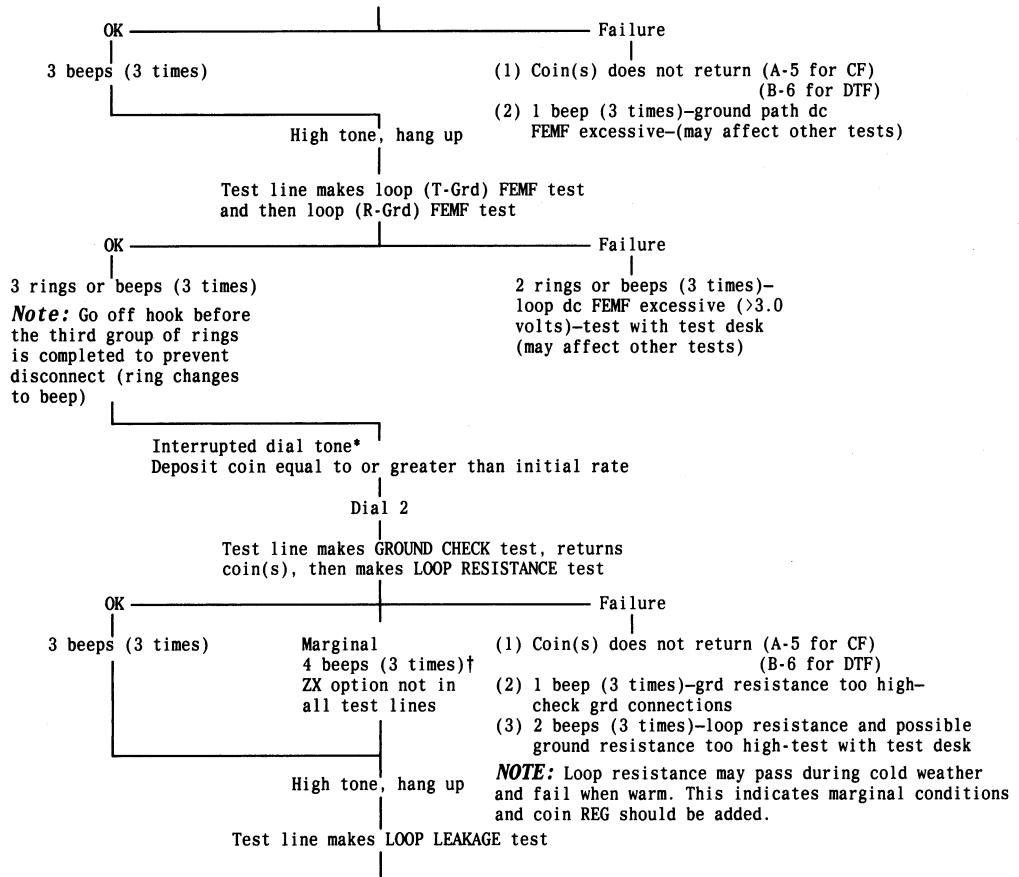 OK
Failure
3 beeps (3 times)
(1) Coin(s) does not return (A-5 for CF)
(B-6 for DTF)
(2) 1 beep (3 times)—ground path dc
FEMF excessive—(may affect other tests)
High tone, hang up
Test line makes loop (T-Grd) FEMF test
and then loop (R-Grd) FEMF test
OK
Failure
3 rings or beeps (3 times)
Note: Go off hook before
the third group of rings
is completed to prevent
disconnect (ring changes
to beep)
2 rings or beeps (3 times)—
loop dc FEMF excessive (>3.0
volts)—test with test desk
(may affect other tests)
Interrupted dial tone*
Deposit coin equal to or greater than initial rate
Dial 2
Test line makes GROUND CHECK test, returns
coin(s), then makes LOOP RESISTANCE test
OK
Failure
3 beeps (3 times)
Marginal
4 beeps (3 times)†
ZX option not in
all test lines
(1) Coin(s) does not return (A-5 for CF)
(B-6 for DTF)
(2) 1 beep (3 times)—grd resistance too high—
check grd connections
(3) 2 beeps (3 times)—loop resistance and possible
ground resistance too high-test with test desk
NOTE: Loop resistance may pass during cold weather
and fail when warm. This indicates marginal conditions
and coin REG should be added.
High tone, hang up
Test line makes LOOP LEAKAGE test